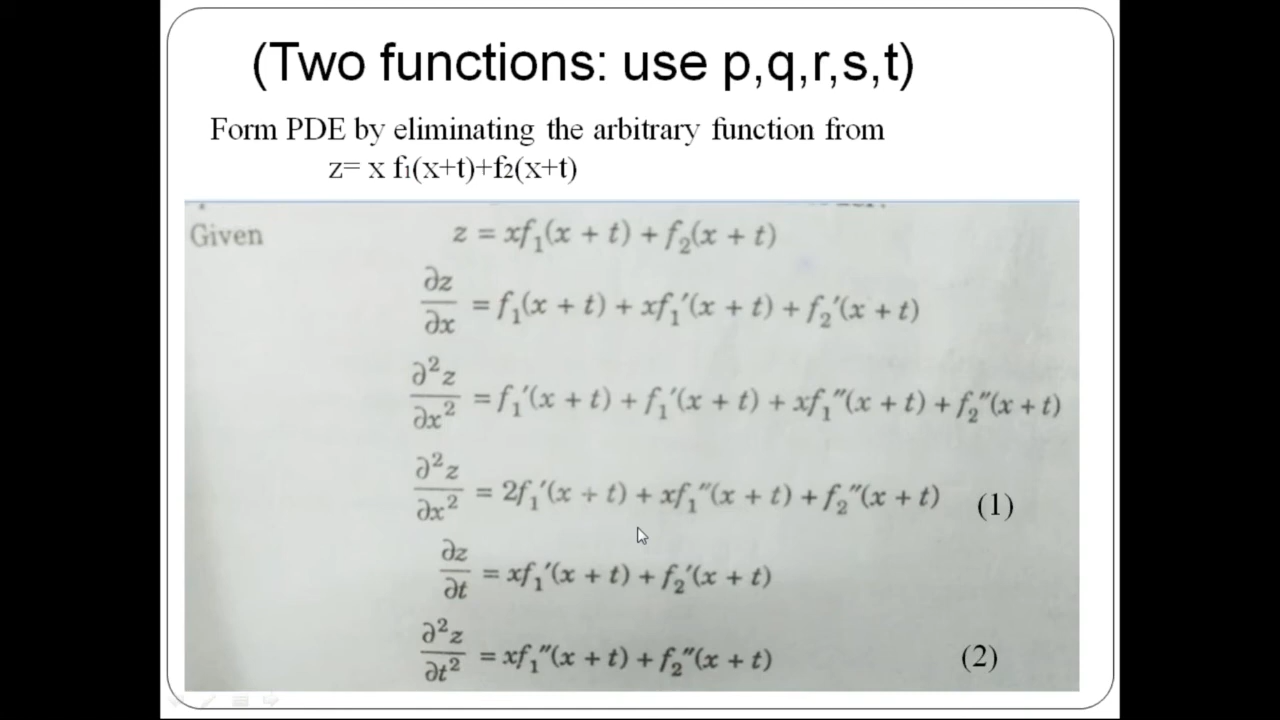 (Two functions: use p,q,r,s,t)
Form PDE by eliminating the arbitrary function from
z= x f₁(x+t)+f₂(x+t)
Given z = xf₁(x + t) + f₂(x + t)
∂z/∂x = f₁(x + t) + xf₁′(x + t) + f₂′(x + t)
∂²z/∂x² = f₁′(x + t) + f₁′(x + t) + xf₁″(x + t) + f₂″(x + t)
∂²z/∂x² = 2f₁′(x + t) + xf₁″(x + t) + f₂″(x + t) (1)
∂z/∂t = xf₁′(x + t) + f₂′(x + t)
∂²z/∂t² = xf₁″(x + t) + f₂″(x + t) (2)